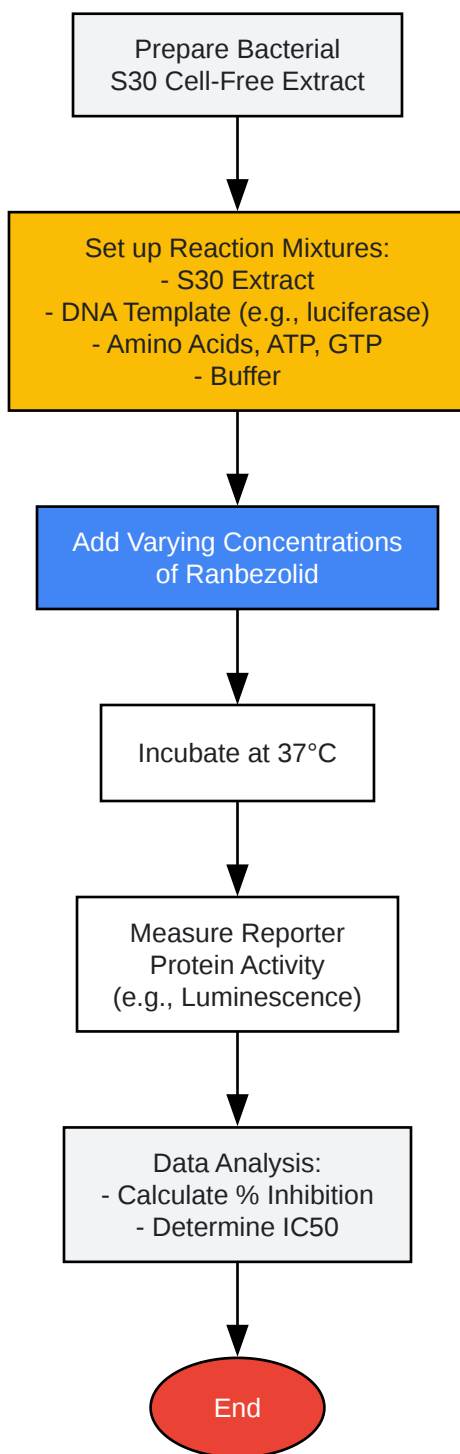 Prepare Bacterial
S30 Cell-Free Extract
Set up Reaction Mixtures:
- S30 Extract
- DNA Template (e.g., luciferase)
- Amino Acids, ATP, GTP
- Buffer
Add Varying Concentrations
of Ranbezolid
Incubate at 37°C
Measure Reporter
Protein Activity
(e.g., Luminescence)
Data Analysis:
- Calculate % Inhibition
- Determine IC50
End